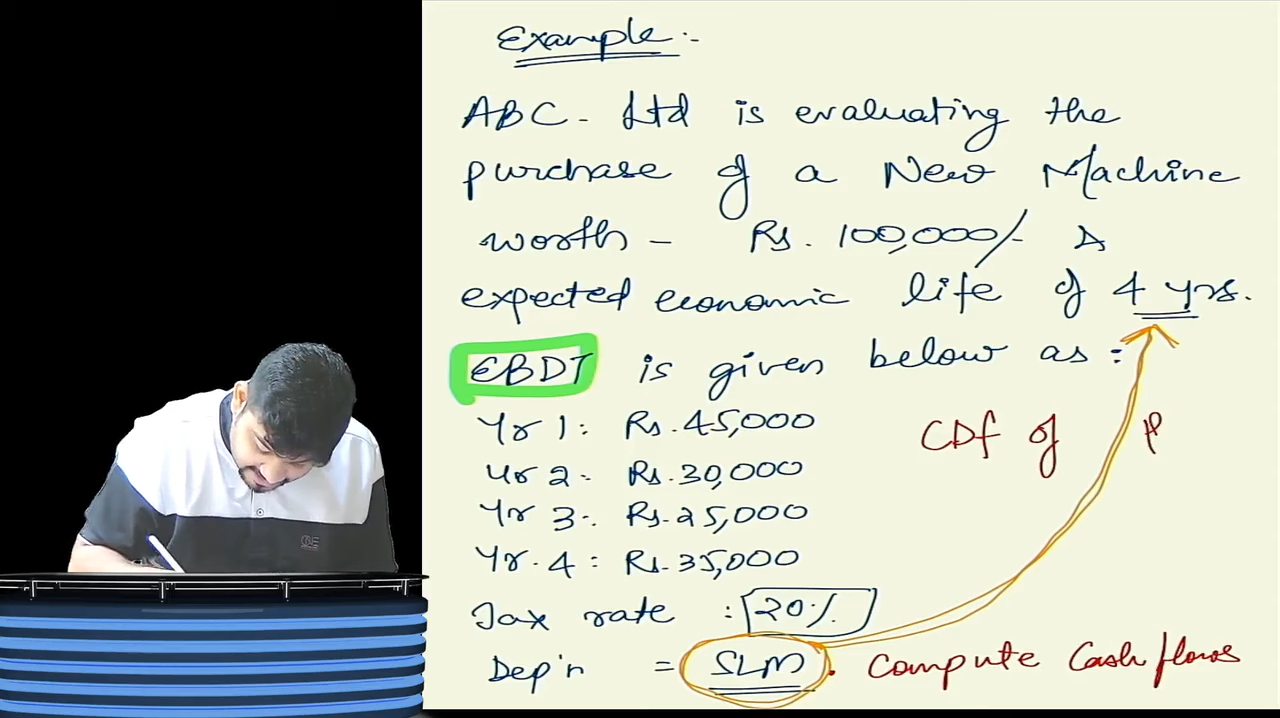 Example:-
ABC. Ltd is evaluating the
purchase of a New Machine
worth - Rs. 100,000/- &
expected economic life of 4 yrs.
EBDT is given below as :
Yr 1: Rs. 45,000
Yr 2: Rs. 30,000
Yr 3: Rs. 25,000
Yr. 4: Rs. 35,000
CDf of P
Tax rate : 20%
Dep'n = SLM. Compute Cash flows